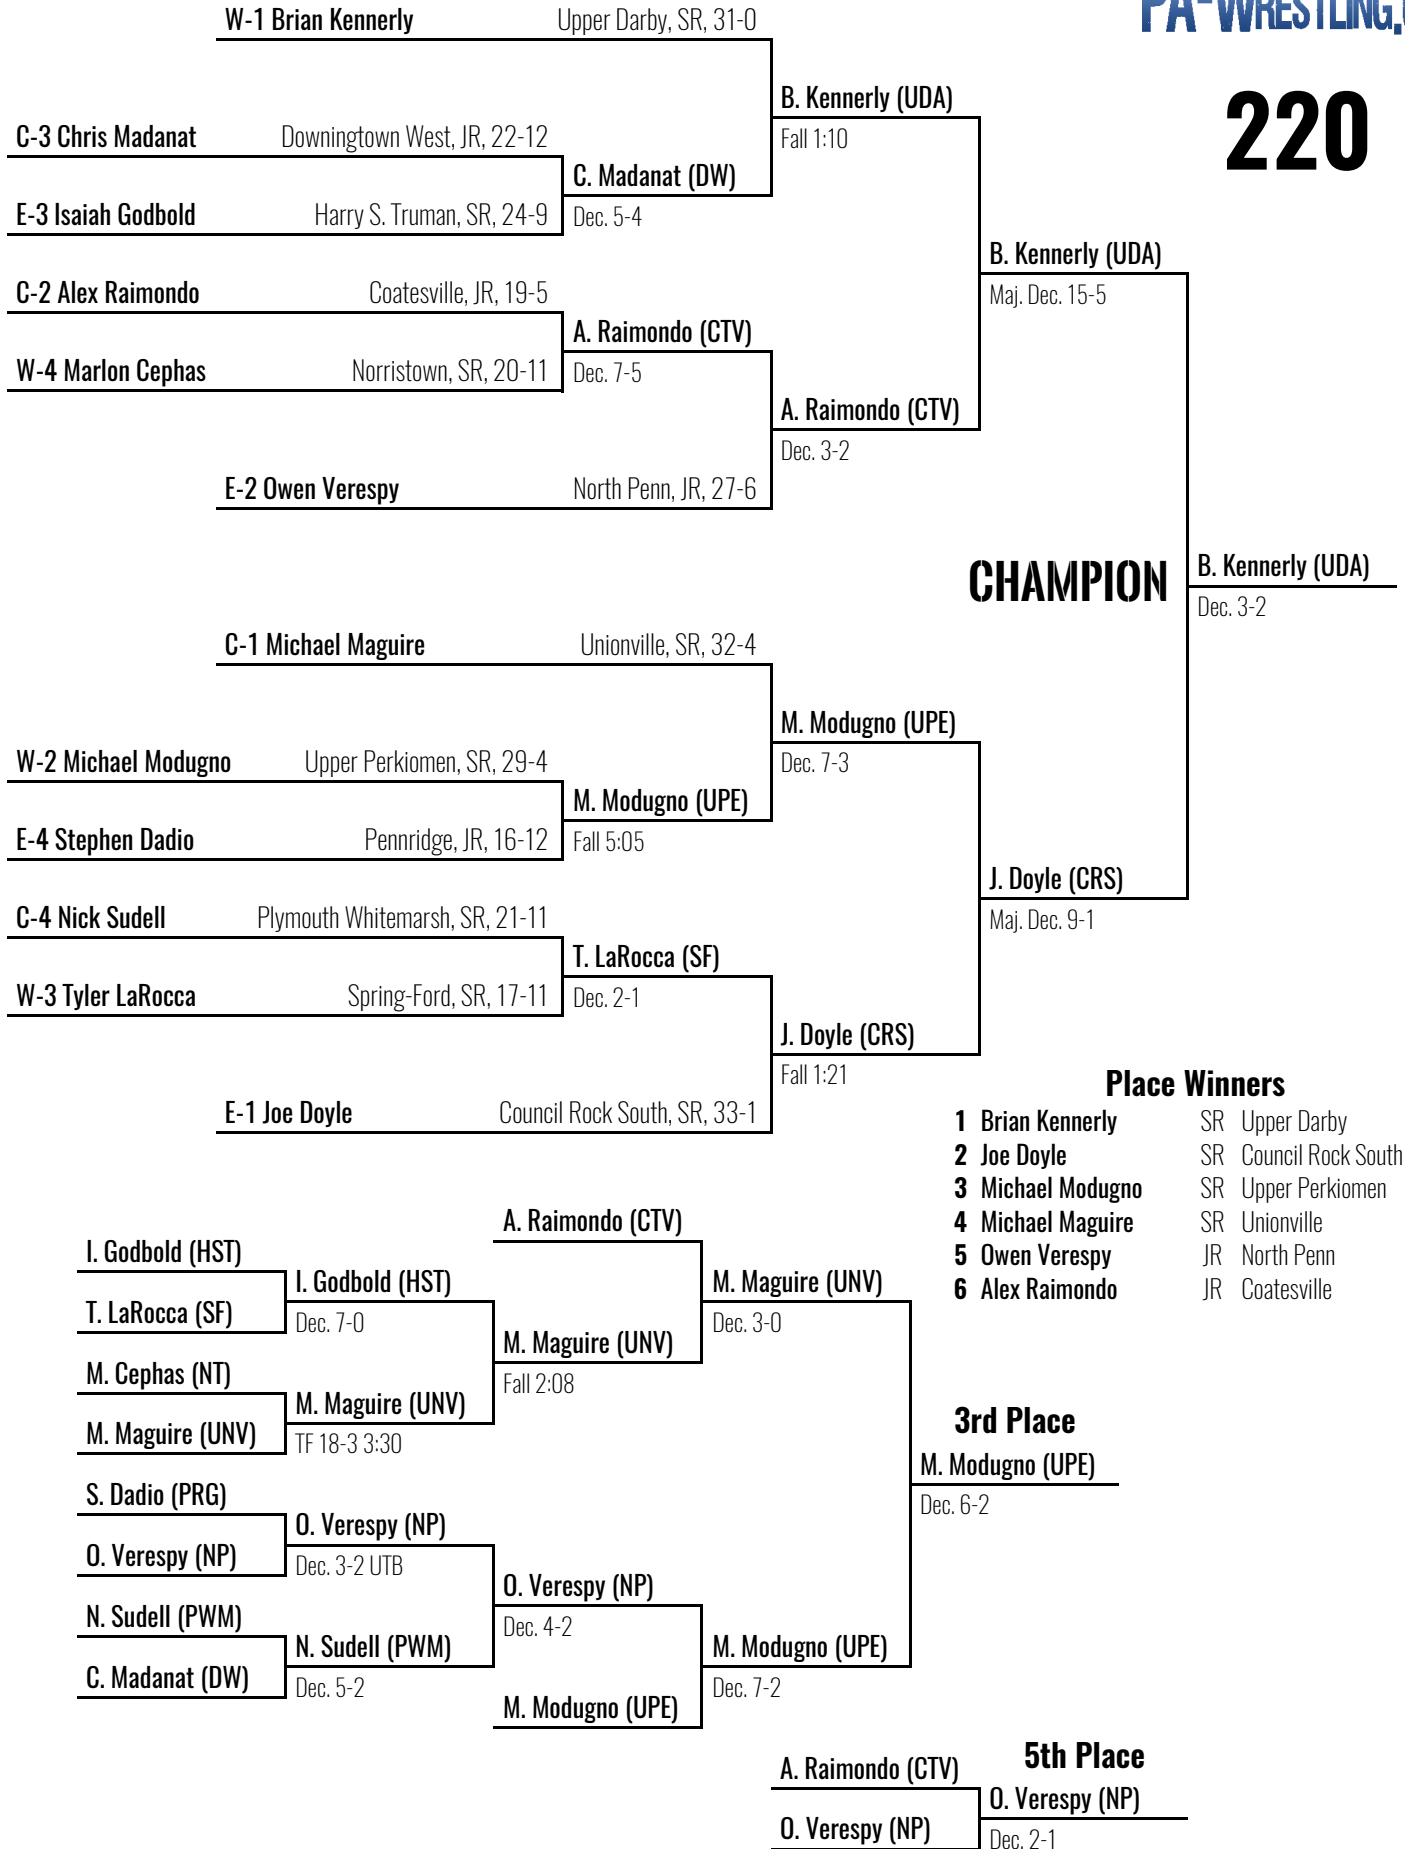 W-1 Brian Kennerly Upper Darby, SR, 31-0
PA-WRESTLING.
220
B. Kennerly (UDA)
Fall 1:10
C-3 Chris Madanat Downingtown West, JR, 22-12
C. Madanat (DW)
Dec. 5-4
E-3 Isaiah Godbold Harry S. Truman, SR, 24-9
B. Kennerly (UDA)
Maj. Dec. 15-5
C-2 Alex Raimondo Coatesville, JR, 19-5
A. Raimondo (CTV)
Dec. 7-5
W-4 Marlon Cephas Norristown, SR, 20-11
A. Raimondo (CTV)
Dec. 3-2
E-2 Owen Verespy North Penn, JR, 27-6
CHAMPION
B. Kennerly (UDA)
Dec. 3-2
C-1 Michael Maguire Unionville, SR, 32-4
M. Modugno (UPE)
Dec. 7-3
W-2 Michael Modugno Upper Perkiomen, SR, 29-4
M. Modugno (UPE)
Fall 5:05
E-4 Stephen Dadio Pennridge, JR, 16-12
J. Doyle (CRS)
Maj. Dec. 9-1
C-4 Nick Sudell Plymouth Whitemarsh, SR, 21-11
T. LaRocca (SF)
Dec. 2-1
W-3 Tyler LaRocca Spring-Ford, SR, 17-11
J. Doyle (CRS)
Fall 1:21
E-1 Joe Doyle Council Rock South, SR, 33-1
Place Winners
1 Brian Kennerly SR Upper Darby
2 Joe Doyle SR Council Rock South
3 Michael Modugno SR Upper Perkiomen
4 Michael Maguire SR Unionville
5 Owen Verespy JR North Penn
6 Alex Raimondo JR Coatesville
A. Raimondo (CTV)
I. Godbold (HST)
I. Godbold (HST)
Dec. 7-0
T. LaRocca (SF)
M. Maguire (UNV)
Dec. 3-0
M. Maguire (UNV)
Fall 2:08
M. Cephas (NT)
M. Maguire (UNV)
TF 18-3 3:30
M. Maguire (UNV)
3rd Place
M. Modugno (UPE)
Dec. 6-2
S. Dadio (PRG)
O. Verespy (NP)
Dec. 3-2 UTB
O. Verespy (NP)
O. Verespy (NP)
Dec. 4-2
N. Sudell (PWM)
N. Sudell (PWM)
Dec. 5-2
C. Madanat (DW)
M. Modugno (UPE)
Dec. 7-2
M. Modugno (UPE)
5th Place
A. Raimondo (CTV)
O. Verespy (NP)
Dec. 2-1
O. Verespy (NP)